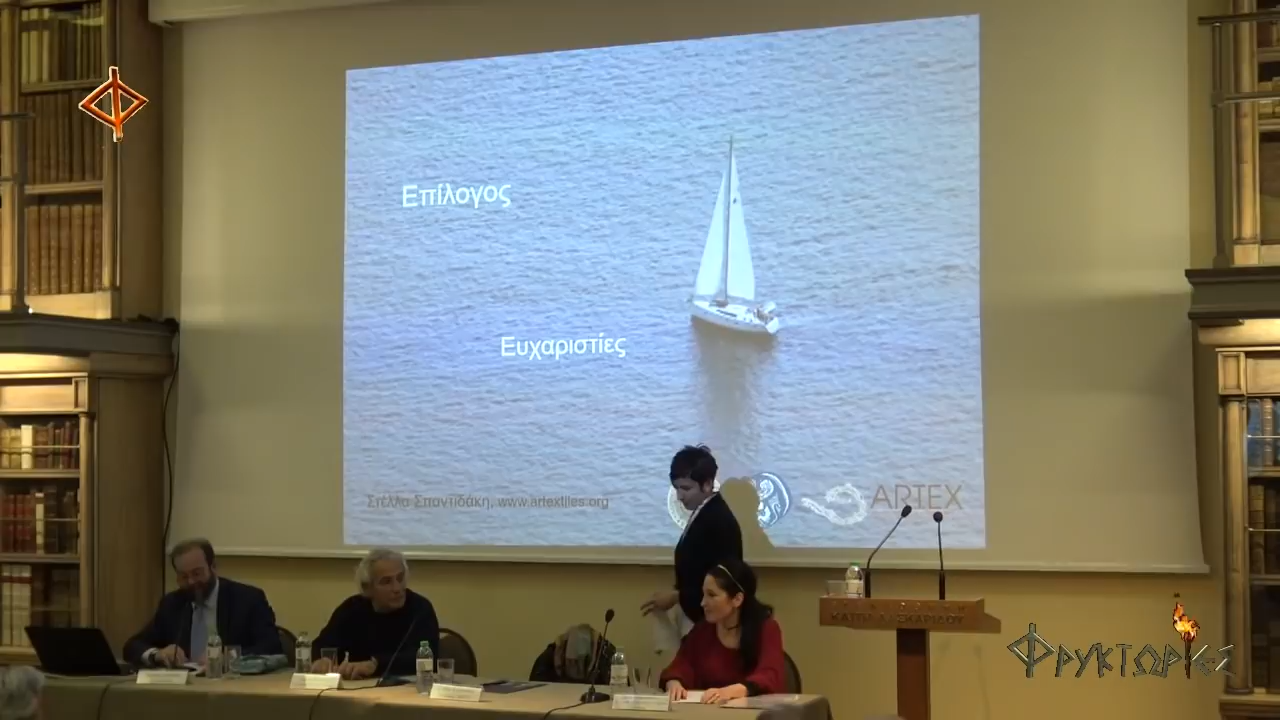 Επίλογος
Ευχαριστίες
Στέλλα Σπαντιδάκη, www.artextiles.org
ARTEX
ΦΡΥΚΤΩΡΙΕΣ